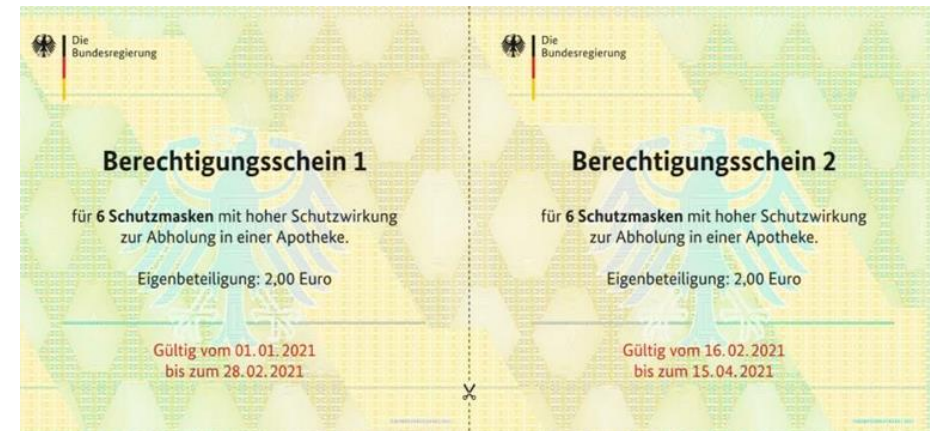 Die
Bundesregierung
Berechtigungsschein 1
für 6 Schutzmasken mit hoher Schutzwirkung
zur Abholung in einer Apotheke.
Eigenbeteiligung: 2,00 Euro
Gültig vom 01.01.2021
bis zum 28.02.2021
Die
Bundesregierung
Berechtigungsschein 2
für 6 Schutzmasken mit hoher Schutzwirkung
zur Abholung in einer Apotheke.
Eigenbeteiligung: 2,00 Euro
Gültig vom 16.02.2021
bis zum 15.04.2021